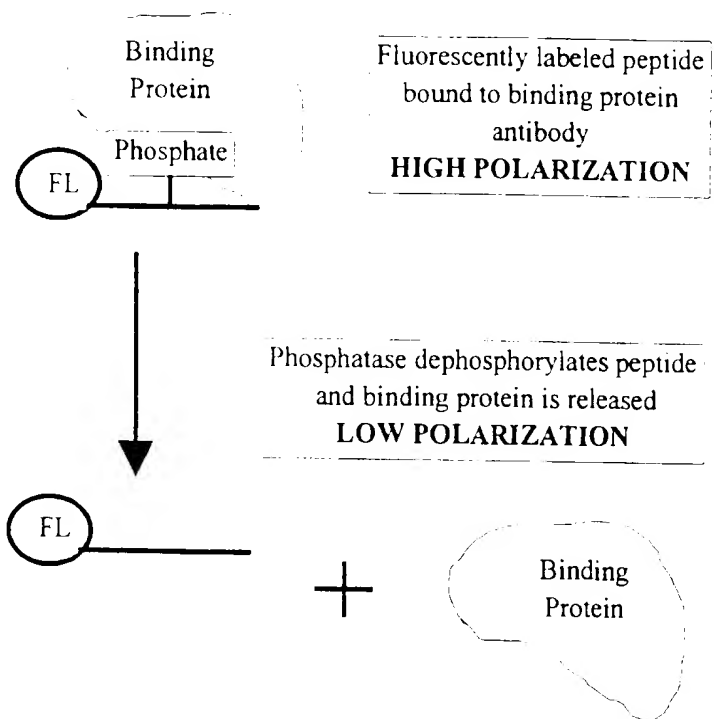 Binding
Protein
Phosphate
FL
Fluorescently labeled peptide
bound to binding protein
antibody
HIGH POLARIZATION
Phosphatase dephosphorylates peptide
and binding protein is released
LOW POLARIZATION
FL
Binding
Protein